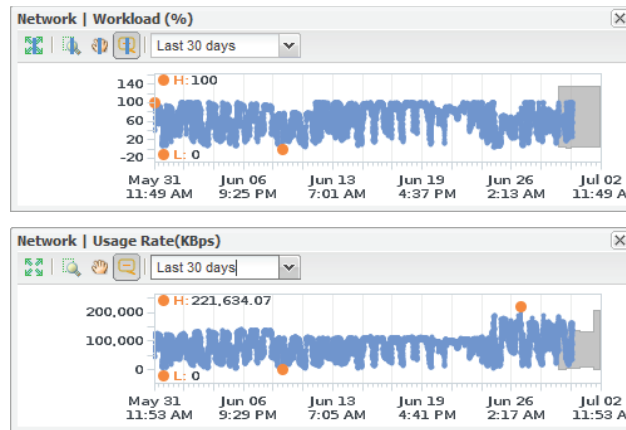 Network | Workload (%)
Last 30 days
H: 100
140
100
60
20
-20
L: 0
May 31 Jun 06 Jun 13 Jun 19 Jun 26 Jul 02
11:49 AM 9:25 PM 7:01 AM 4:37 PM 2:13 AM 11:49 A
Network | Usage Rate(KBps)
Last 30 days
H: 221,634.07
200,000
100,000
0
L: 0
May 31 Jun 06 Jun 13 Jun 19 Jun 26 Jul 02
11:53 AM 9:29 PM 7:05 AM 4:41 PM 2:17 AM 11:53 A